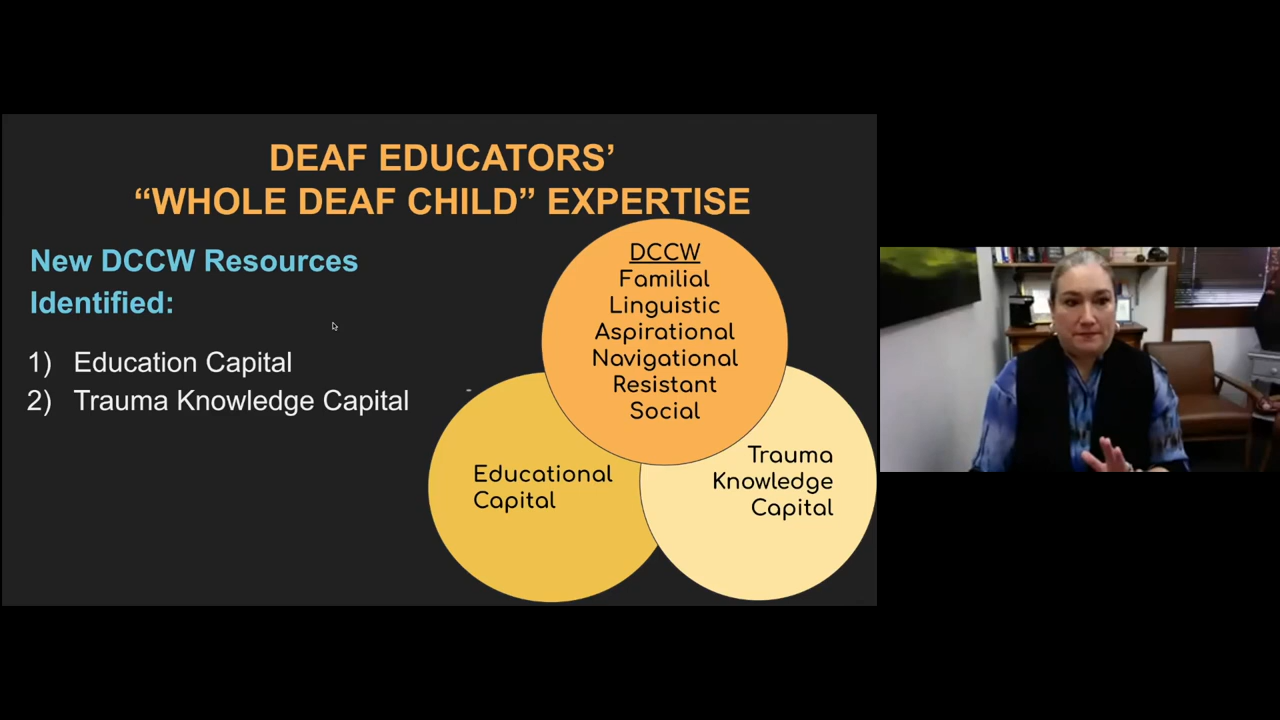 DEAF EDUCATORS’
“WHOLE DEAF CHILD” EXPERTISE
New DCCW Resources
Identified:
1) Education Capital
2) Trauma Knowledge Capital
DCCW
Familial
Linguistic
Aspirational
Navigational
Resistant
Social
Educational
Capital
Trauma
Knowledge
Capital